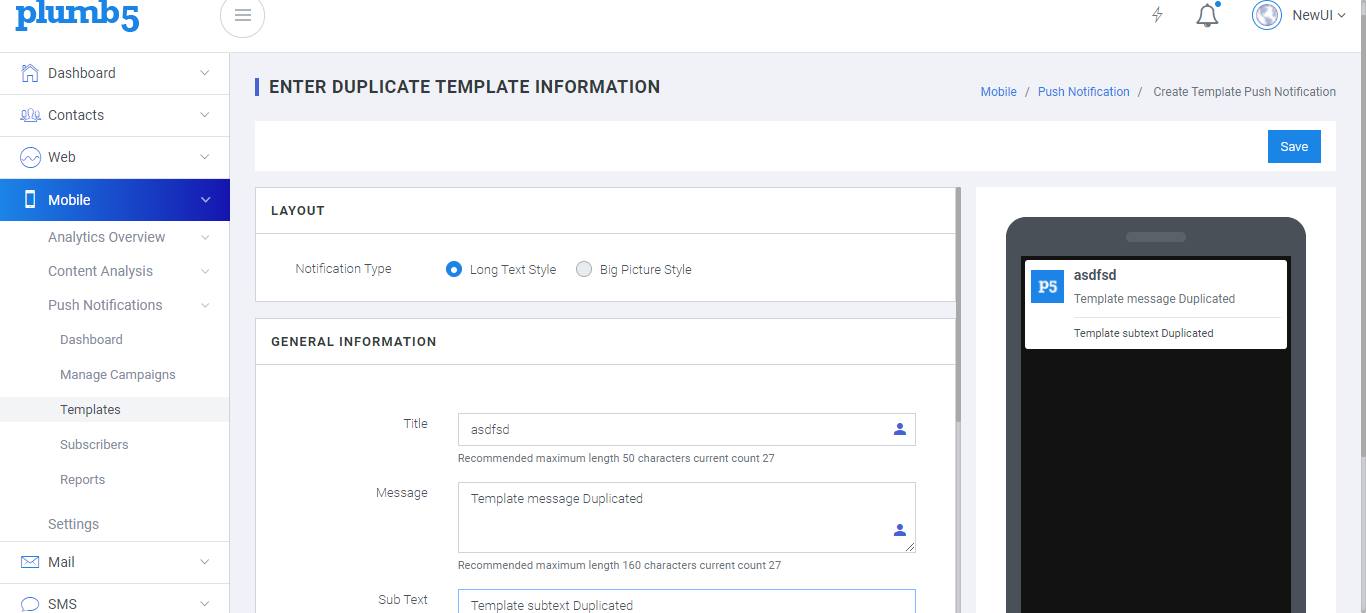 plumb5
NewUI
Dashboard
Contacts
Web
Mobile
Analytics Overview
Content Analysis
Push Notifications
Dashboard
Manage Campaigns
Templates
Subscribers
Reports
Settings
Mail
SMS
ENTER DUPLICATE TEMPLATE INFORMATION
Mobile / Push Notification / Create Template Push Notification
Save
LAYOUT
Notification Type Long Text Style Big Picture Style
GENERAL INFORMATION
Title asdfsd
Recommended maximum length 50 characters current count 27
Message Template message Duplicated
Recommended maximum length 160 characters current count 27
Sub Text Template subtext Duplicated
P5
asdfsd
Template message Duplicated
Template subtext Duplicated